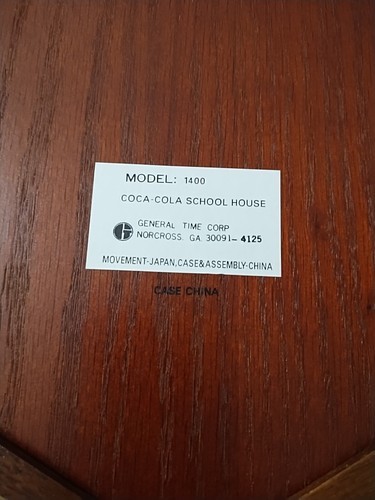 MODEL: 1400
COCA-COLA SCHOOL HOUSE
GENERAL TIME CORP
NORCROSS. GA. 30091-4125
MOVEMENT-JAPAN,CASE&ASSEMBLY-CHINA
CASE CHINA